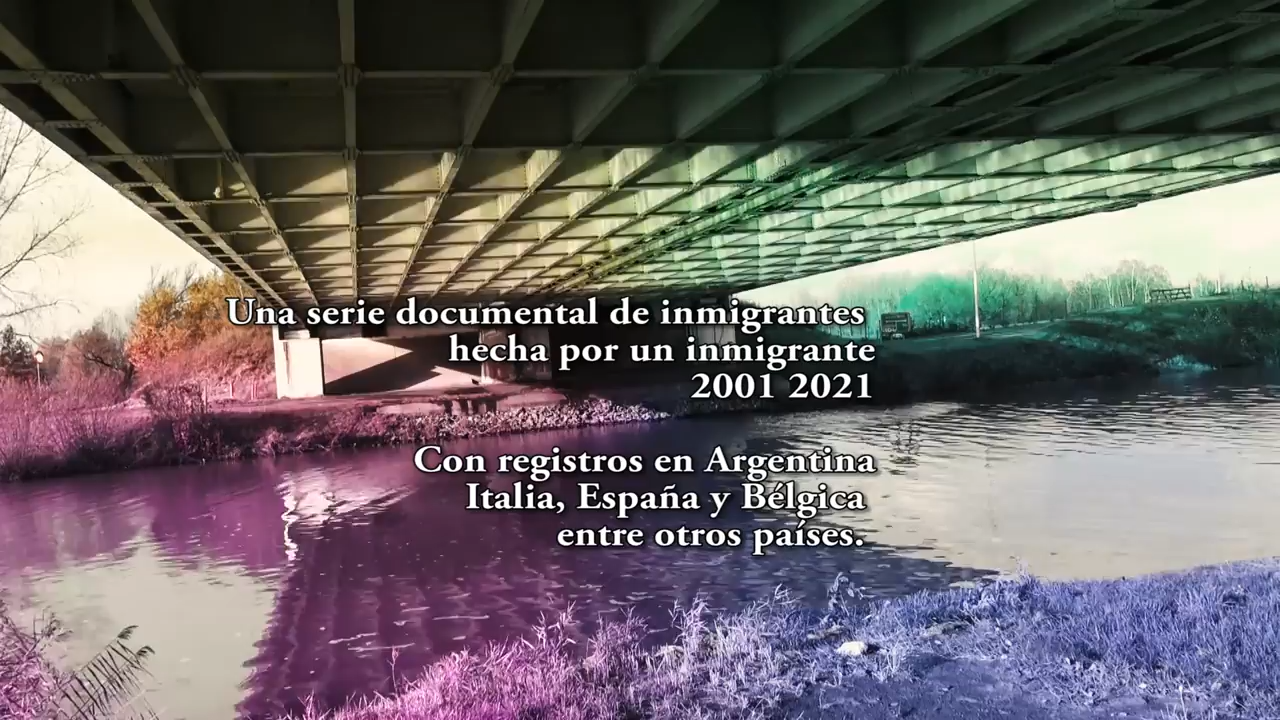 Una serie documental de inmigrantes
hecha por un inmigrante
2001 2021
Con registros en Argentina
Italia, España y Bélgica
entre otros países.